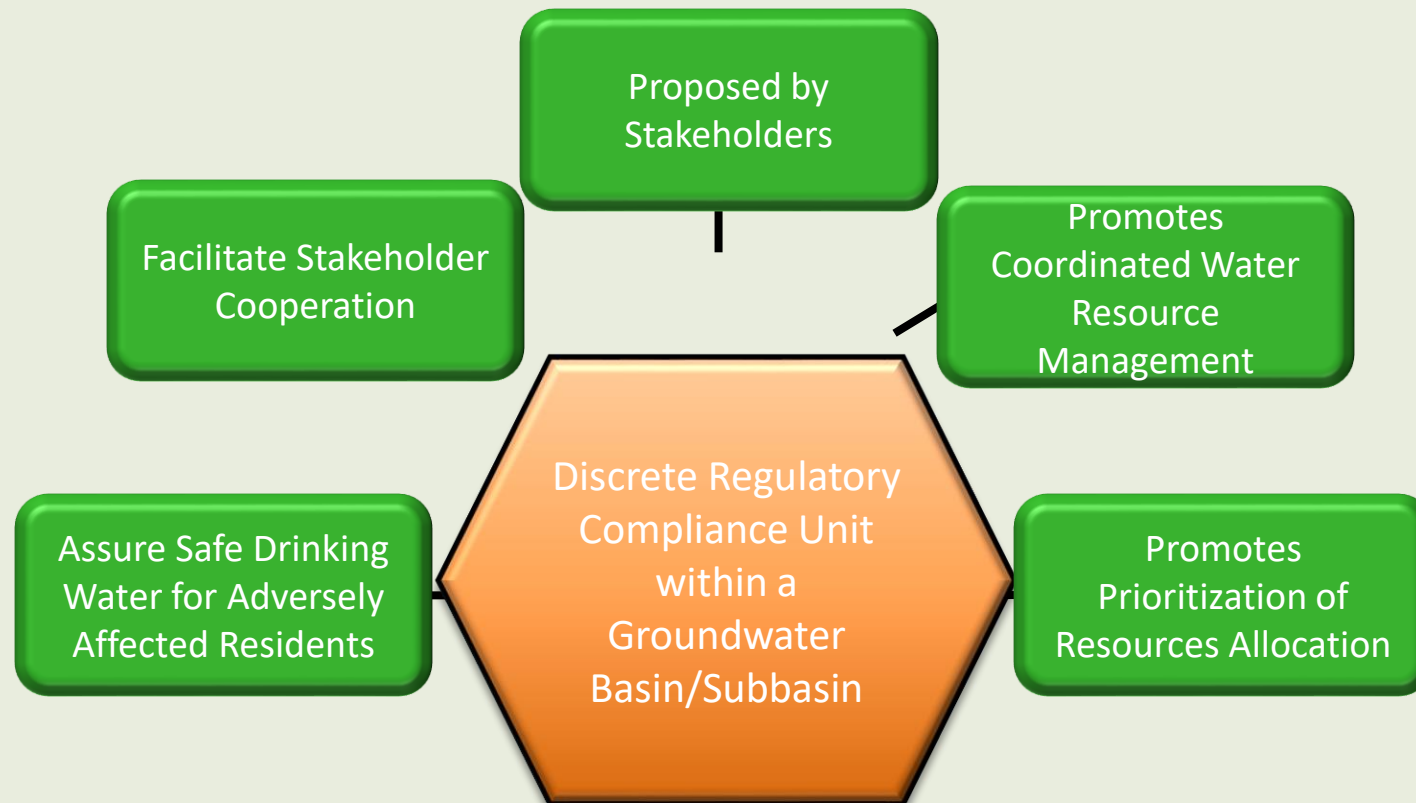 Proposed by
Stakeholders
Facilitate Stakeholder
Cooperation
Promotes
Coordinated Water
Resource
Management
Discrete Regulatory
Compliance Unit
within a
Groundwater
Basin/Subbasin
Assure Safe Drinking
Water for Adversely
Affected Residents
Promotes
Prioritization of
Resources Allocation